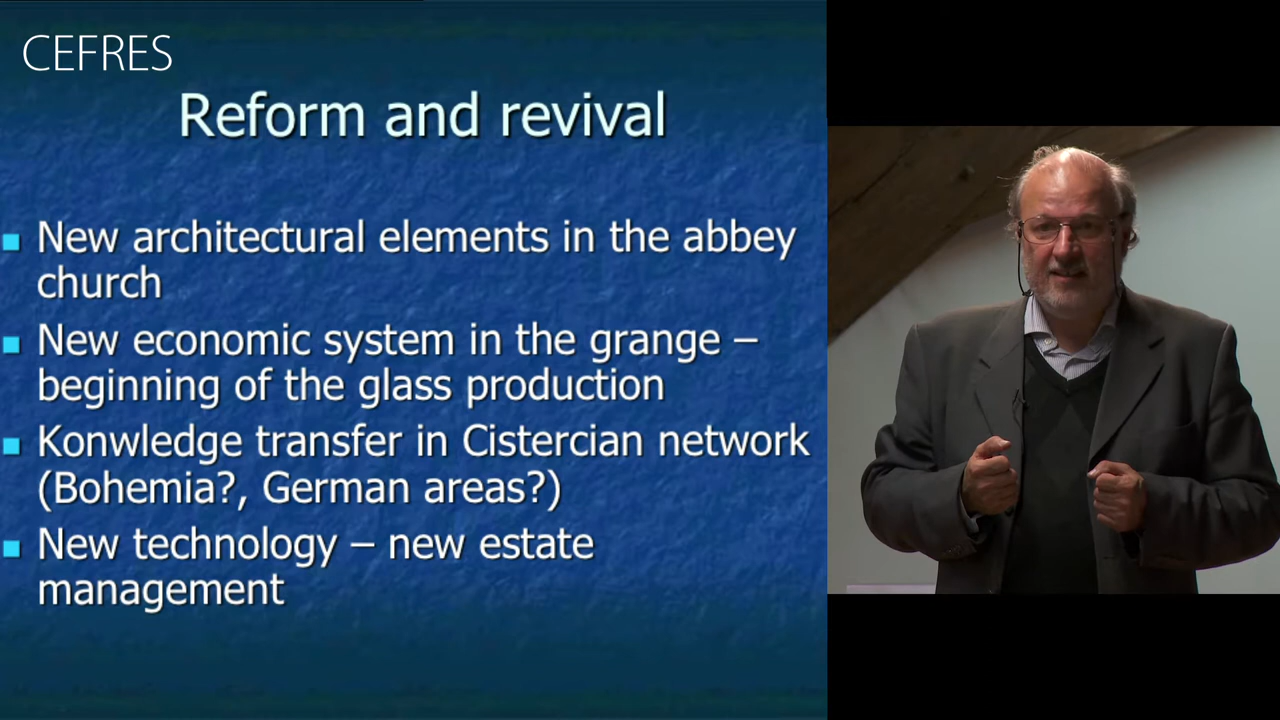 CEFRES
Reform and revival
New architectural elements in the abbey
church
New economic system in the grange –
beginning of the glass production
Konwledge transfer in Cistercian network
(Bohemia?, German areas?)
New technology – new estate
management